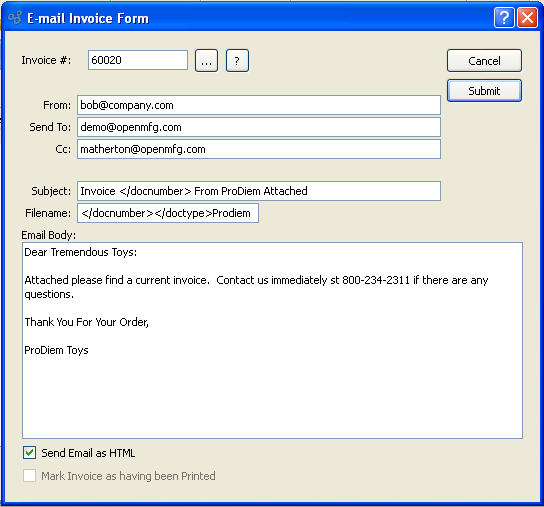 E-mail Invoice Form
Invoice #: 60020 ... ?
Cancel
Submit
From: bob@company.com
Send To: demo@openmfg.com
Cc: matherton@openmfg.com
Subject: Invoice </docnumber> From ProDiem Attached
Filename: </docnumber></doctype>Prodiem
Email Body:
Dear Tremendous Toys:
Attached please find a current invoice.  Contact us immediately st 800-234-2311 if there are any
questions.
Thank You For Your Order,
ProDiem Toys
Send Email as HTML
Mark Invoice as having been Printed